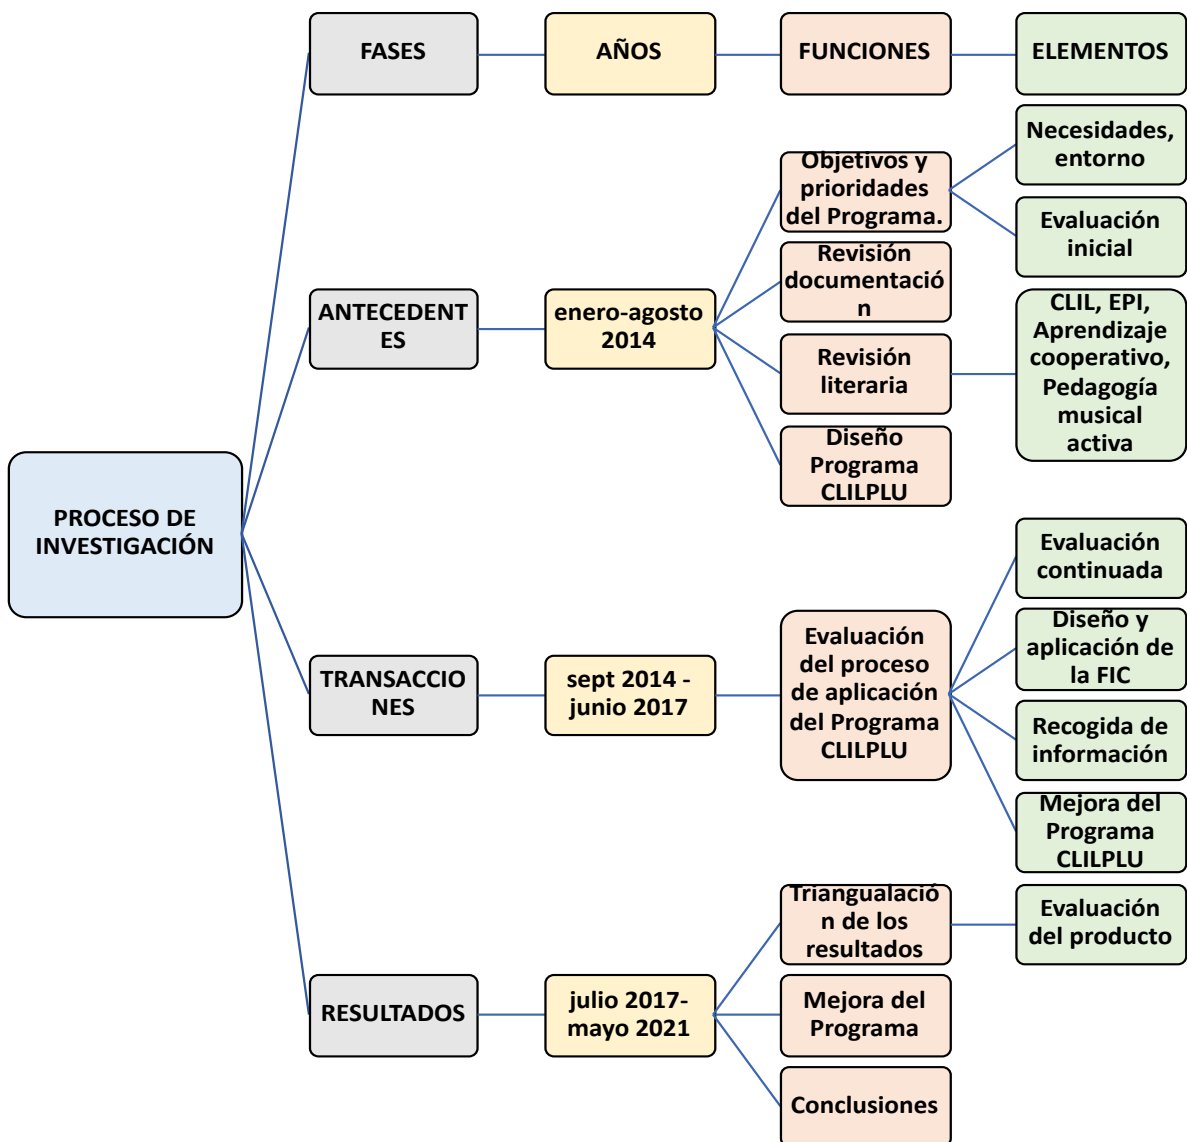 FASES
AÑOS
FUNCIONES
ELEMENTOS
PROCESO DE
INVESTIGACIÓN
ANTECEDENT
ES
enero-agosto
2014
Objetivos y
prioridades
del Programa.
Necesidades,
entorno
Evaluación
inicial
Revisión
documentació
n
Revisión
literaria
CLIL, EPI,
Aprendizaje
cooperativo,
Pedagogía
musical
activa
Diseño
Programa
CLILPLU
TRANSACCIO
NES
sept 2014 -
junio 2017
Evaluación
del proceso
de aplicación
del Programa
CLILPLU
Evaluación
continuada
Diseño y
aplicación de
la FIC
Recogida de
información
Mejora del
Programa
CLILPLU
RESULTADOS
julio 2017-
mayo 2021
Triangualació
n de los
resultados
Evaluación
del producto
Mejora del
Programa
Conclusiones